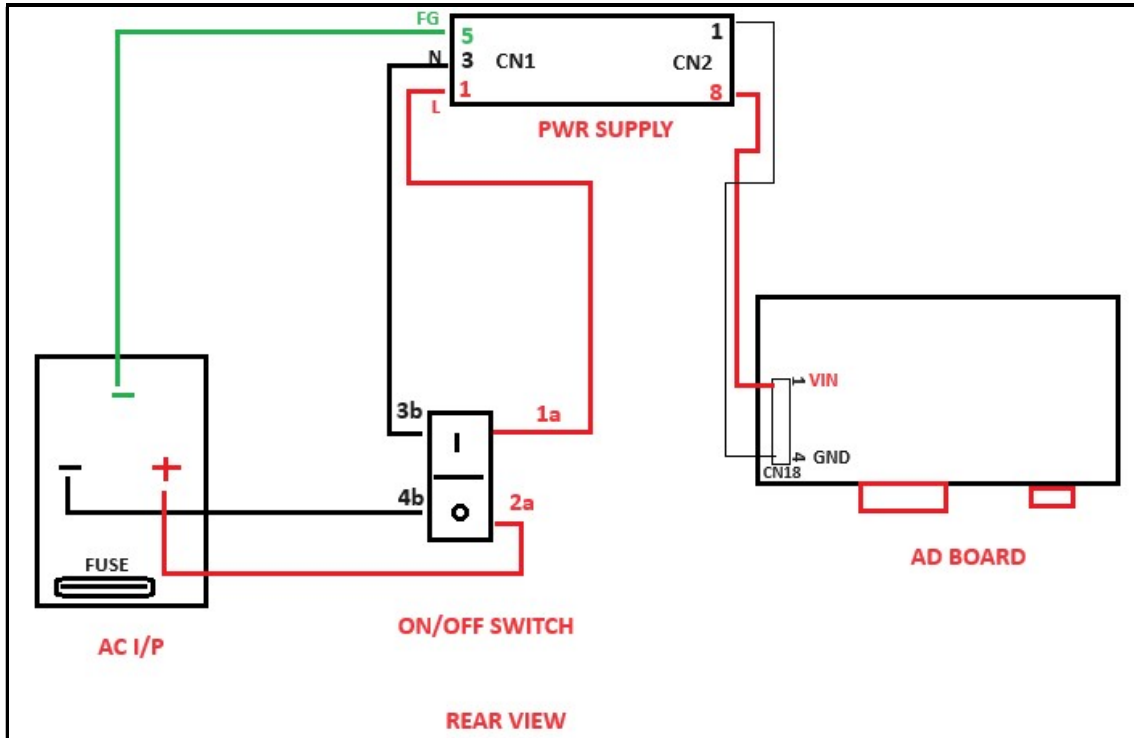 FG
5
1
N
3
CN1
CN2
1
8
L
PWR SUPPLY
1
VIN
3b
1a
I
4
GND
CN18
4b
2a
O
−
−
+
FUSE
AD BOARD
ON/OFF SWITCH
AC I/P
REAR VIEW